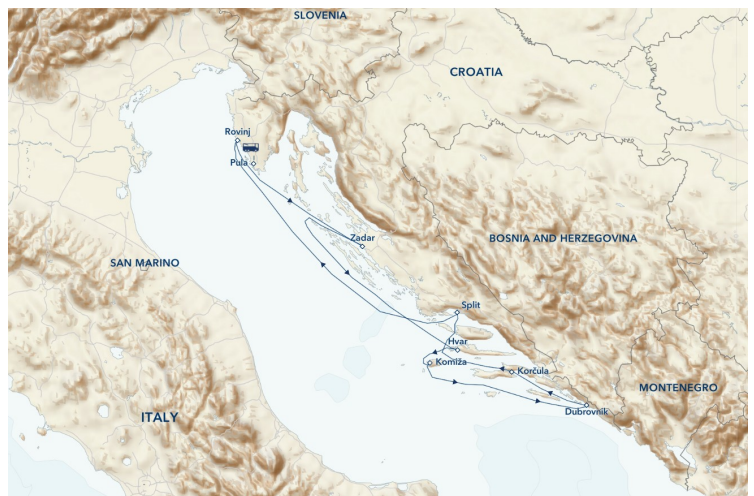 SLOVENIA
CROATIA
Rovinj
Pula
Zadar
BOSNIA AND HERZEGOVINA
SAN MARINO
Split
Hvar
Komiža
Korčula
MONTENEGRO
Dubrovnik
ITALY